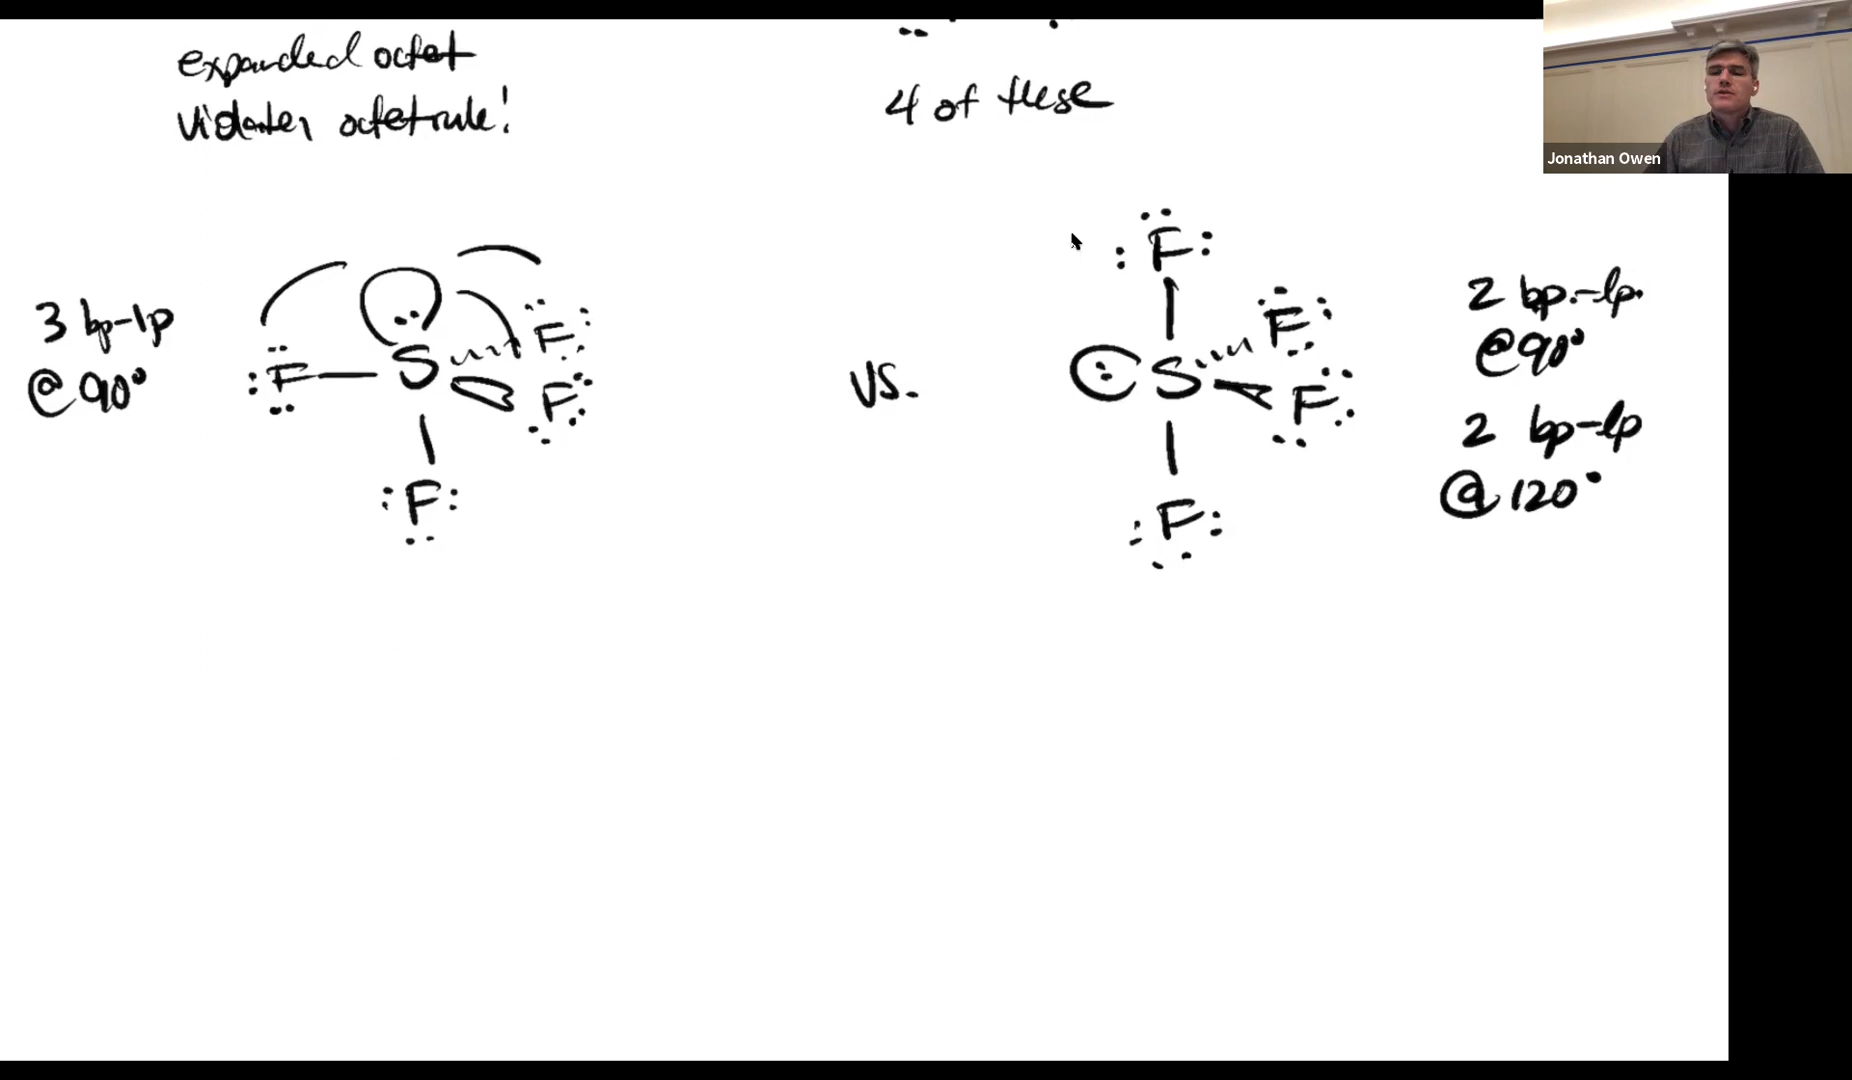 expanded octet
violates octet rule!
4 of these
Jonathan Owen
3 bp-lp
@ 90°
F
S
F
F
F
vs.
F
S
F
F
F
2 bp.-lp.
@ 90°
2 bp-lp
@ 120°